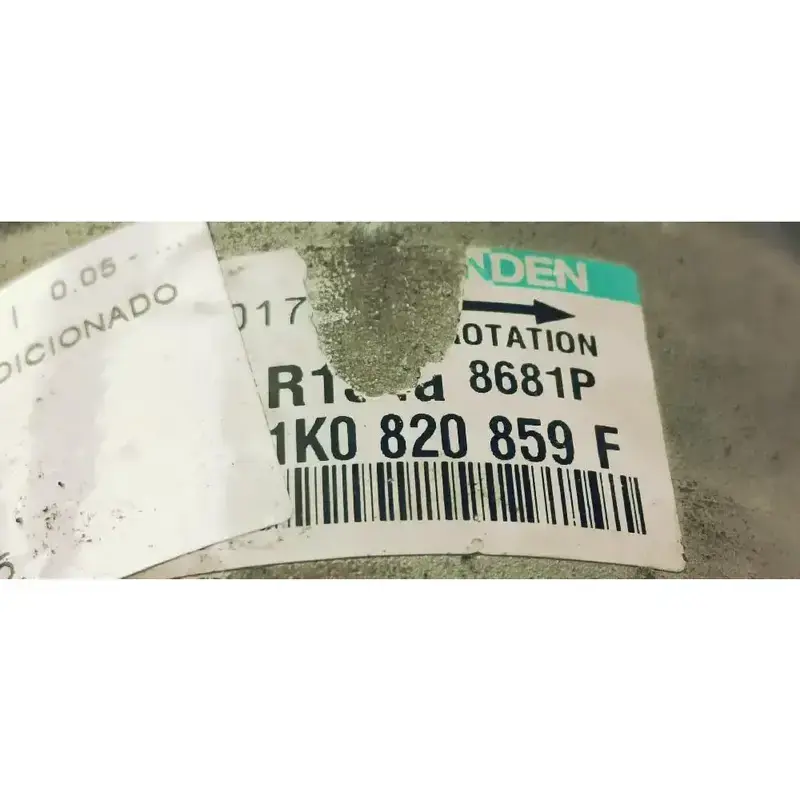 | 0.05 -
DICIONADO
NDEN
017
ROTATION
8681P
1K0 820 859 F